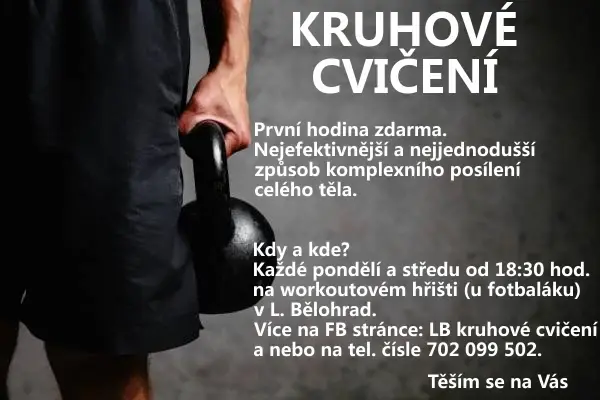 KRUHOVÉ
CVIČENÍ
První hodina zdarma.
Nejefektivnější a nejjednodušší
způsob komplexního posílení
celého těla.
Kdy a kde?
Každé pondělí a středu od 18:30 hod.
na workoutovém hřišti (u fotbaláku)
v L. Bělohrad.
Více na FB stránce: LB kruhové cvičení
a nebo na tel. čísle 702 099 502.
Těším se na Vás